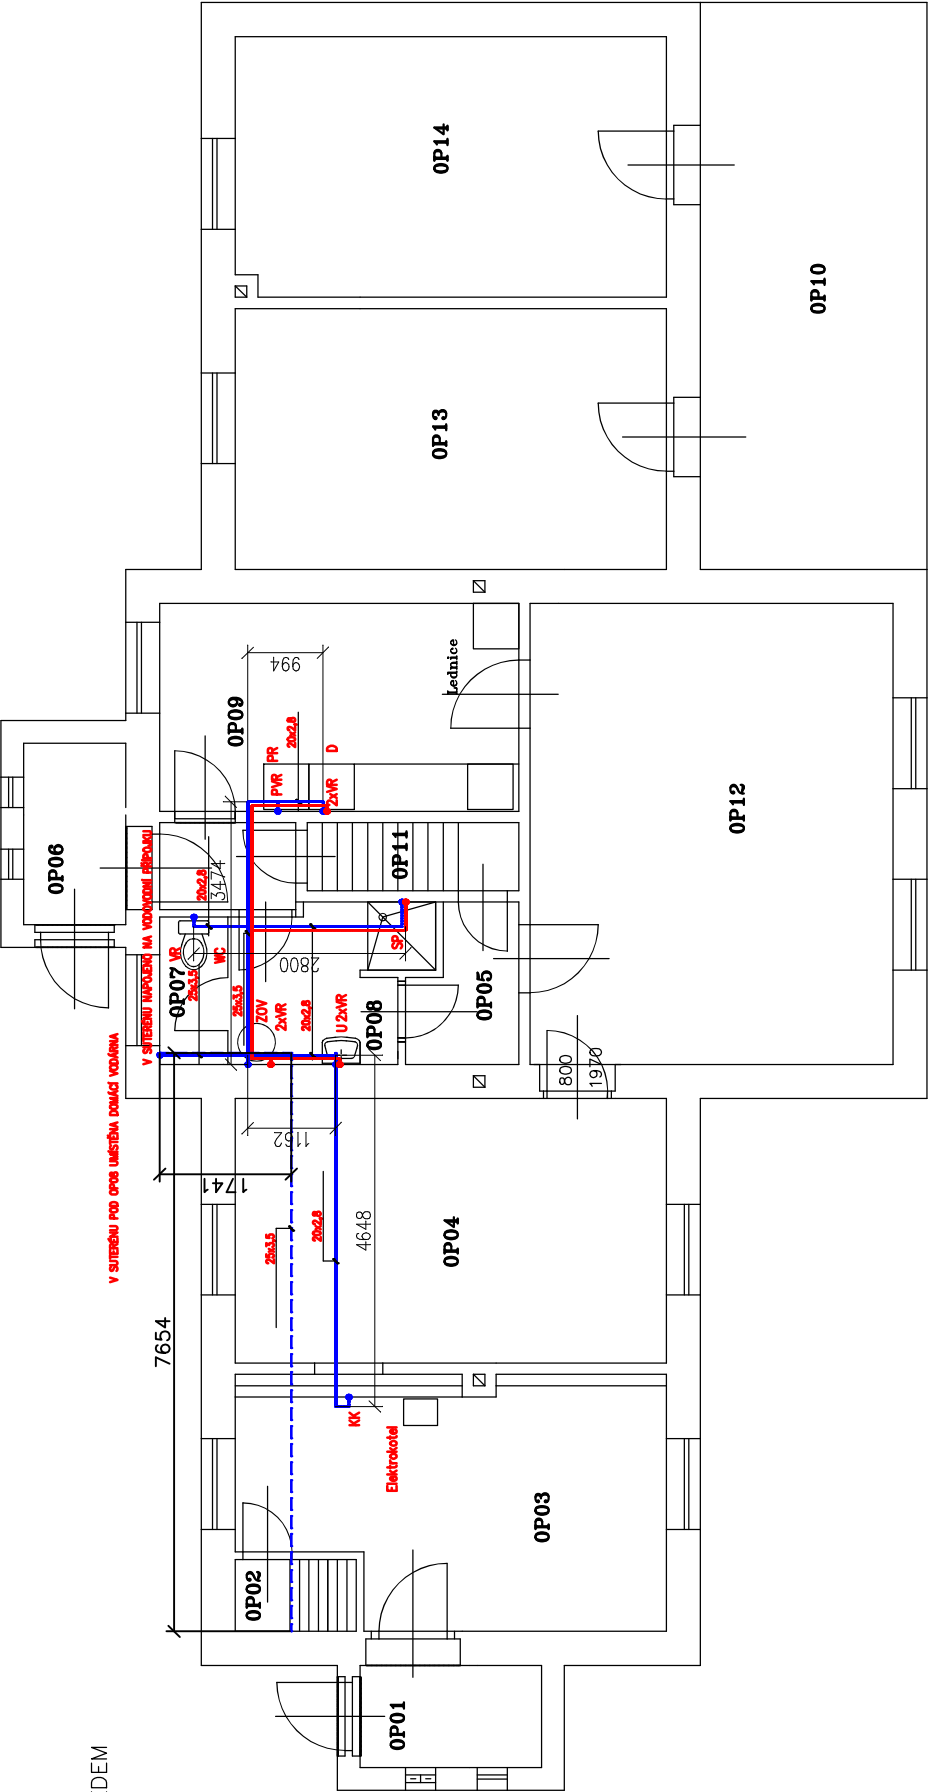 0P14
0P10
0P13
994
Lednice
0P09
20x2,8
PR
PVR
D
2xVR
0P12
0P11
0P06
3474
20x2,8
V SUTERÉNU NAPOJENO NA VODOVODNÍ PŘÍPOJKU
VR
WC
SP
2800
0P07
25x3,5
25x3,5
ZOV
2xVR
20x2,8
U 2xVR
0P08
0P05
800
1970
V SUTERÉNU POD 0P08 UMÍSTĚNA DOMÁCÍ VODÁRNA
1162
1741
25x3,5
20x2,8
4648
0P04
7654
KK
Elektrokotel
0P03
0P02
0P01
DEM